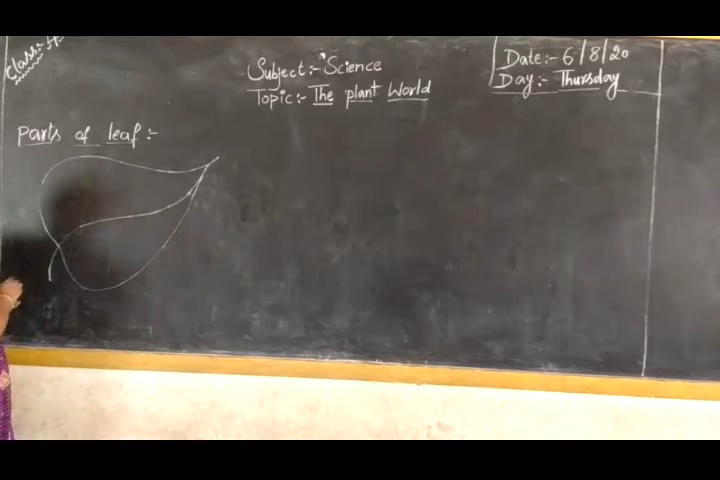 Class:- 4
Subject:- Science
Topic:- The plant World
Date:- 6/8/20
Day:- Thursday
Parts of leaf:-